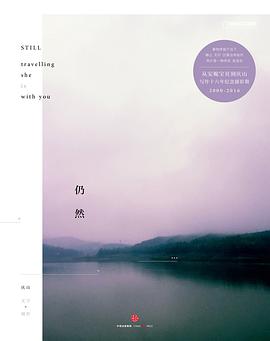 STILL
travelling
she
is
with you
从安妮宝贝到庆山
写作十六年纪念摄影集
2000-2016
仍
然
庆山
文字
+
摄影